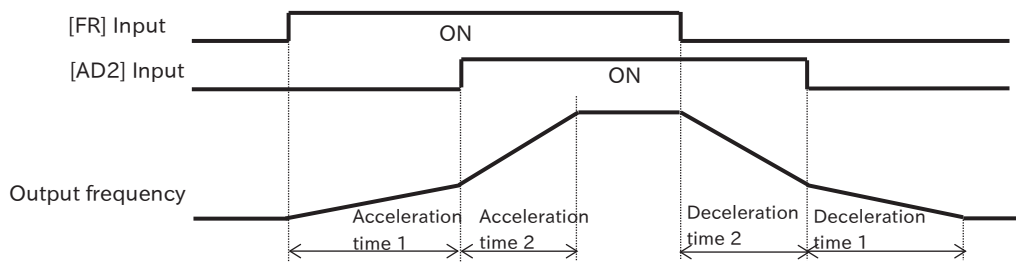 [FR] Input
ON
[AD2] Input
ON
Output frequency
Acceleration
time 1
Acceleration
time 2
Deceleration
time 2
Deceleration
time 1